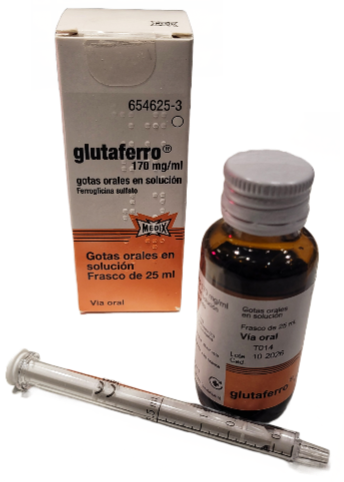 654625-3
glutaferro®
170 mg/ml
gotas orales en solución
Ferroglicina sulfato
MEDIX
Gotas orales en
solución
Frasco de 25 ml
Vía oral
mg/ml
Gotas orales
en solución
Frasco de 25 ml
Vía oral
Lote T014
Cad 10 2026
glutaferro